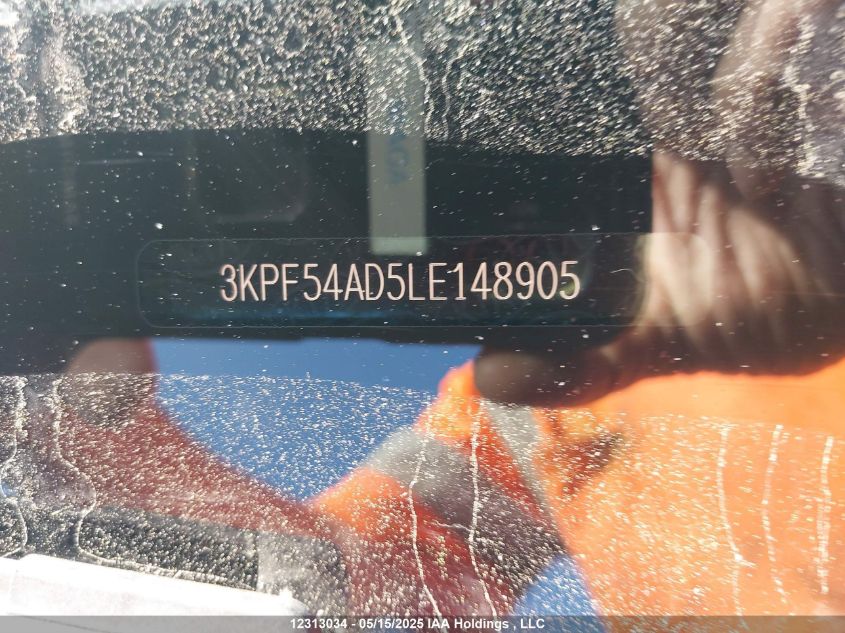 3KPF54AD5LE148905
12313034 - 05/15/2025 IAA Holdings , LLC